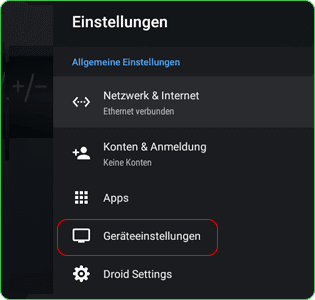 Einstellungen
Allgemeine Einstellungen
Netzwerk & Internet
Ethernet verbunden
Konten & Anmeldung
Keine Konten
Apps
Geräteeinstellungen
Droid Settings